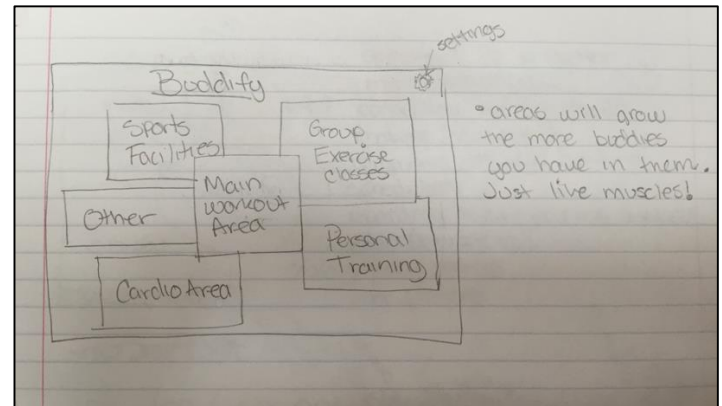 settings
Buddify
Sports
Facilities
Group
Exercise
classes
Main
workout
Area
Other
Personal
Training
Cardio Area
• areas will grow
the more buddies
you have in them.
Just live muscles!